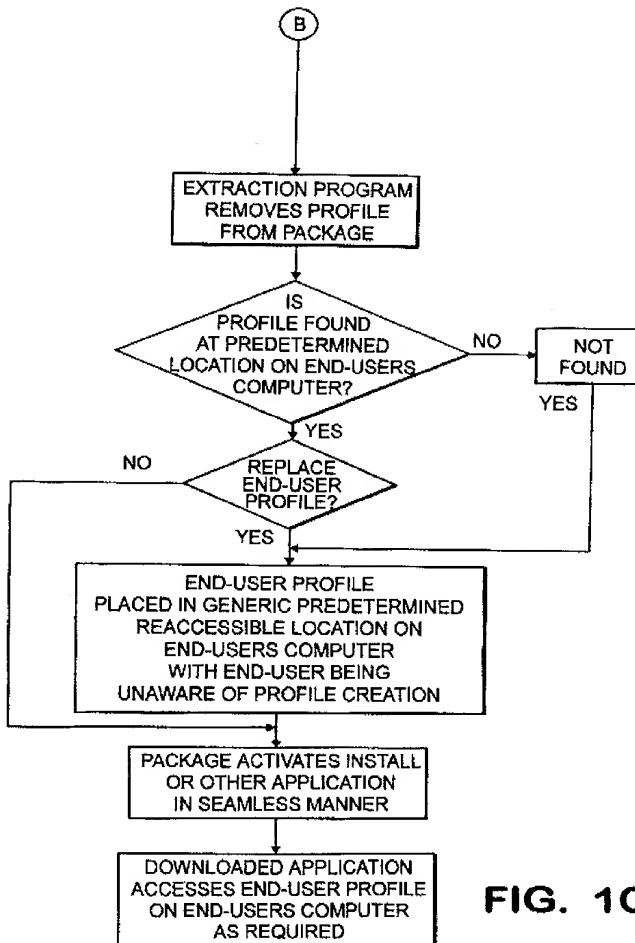 B
EXTRACTION PROGRAM
REMOVES PROFILE
FROM PACKAGE
IS
PROFILE FOUND
AT PREDETERMINED
LOCATION ON END-USERS
COMPUTER?
NO
NOT
FOUND
YES
YES
NO
REPLACE
END-USER
PROFILE?
YES
END-USER PROFILE
PLACED IN GENERIC PREDETERMINED
REACCESSIBLE LOCATION ON
END-USERS COMPUTER
WITH END-USER BEING
UNAWARE OF PROFILE CREATION
PACKAGE ACTIVATES INSTALL
OR OTHER APPLICATION
IN SEAMLESS MANNER
DOWNLOADED APPLICATION
ACCESSES END-USER PROFILE
ON END-USERS COMPUTER
AS REQUIRED
FIG. 1C